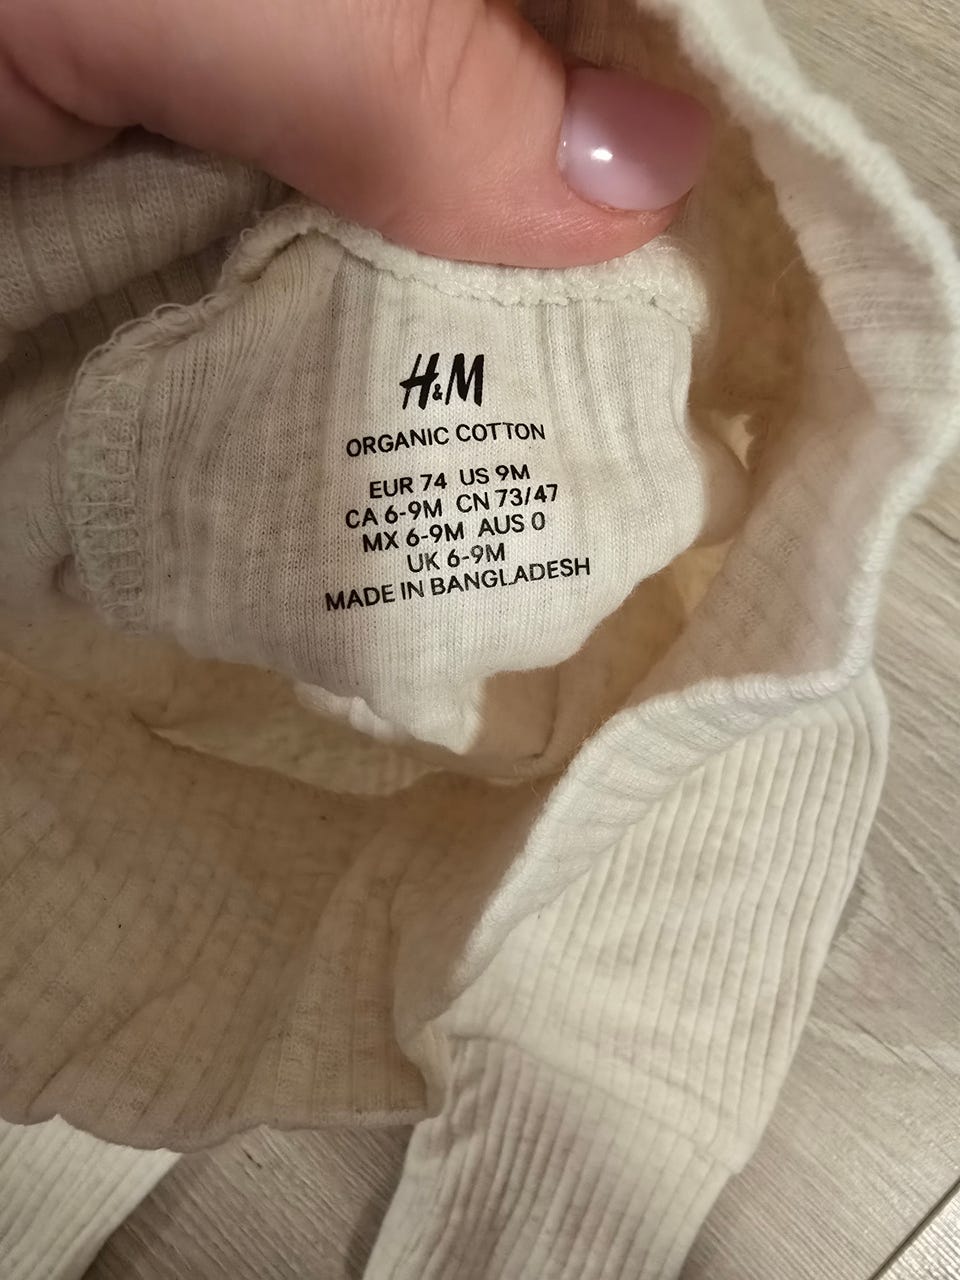 H&M
ORGANIC COTTON
EUR 74 US 9M
CA 6-9M CN 73/47
MX 6-9M AUS 0
UK 6-9M
MADE IN BANGLADESH